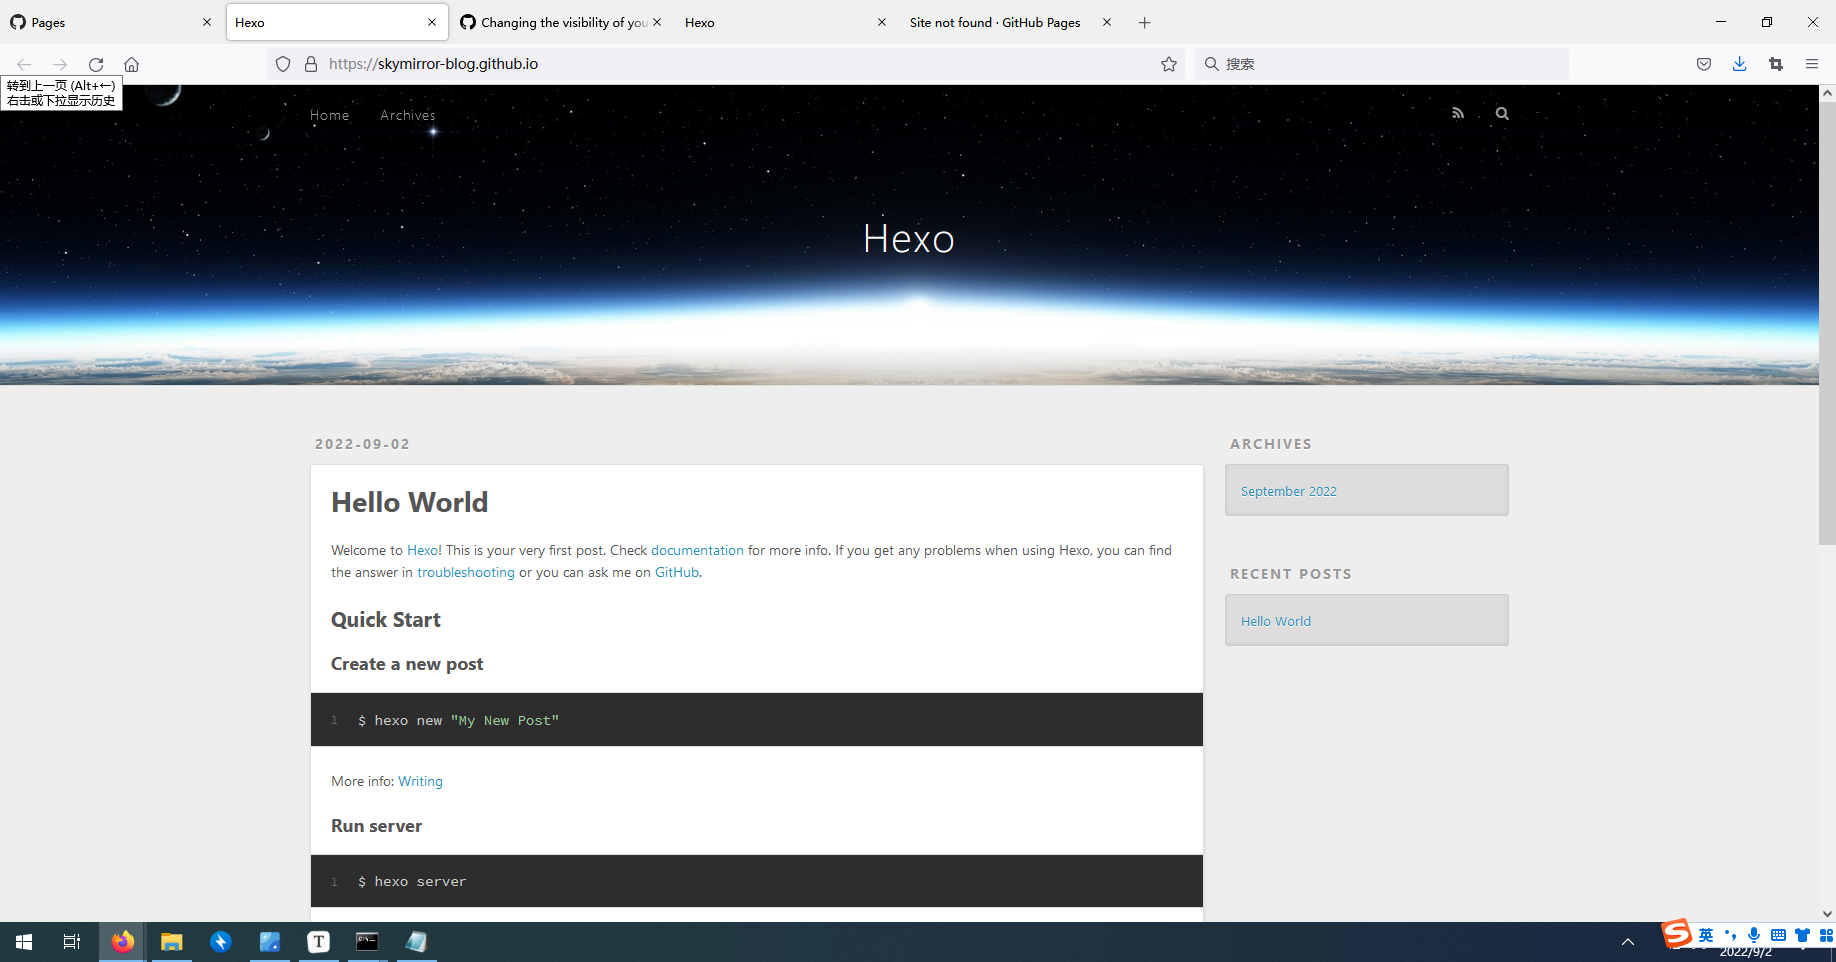 Pages
Hexo
Changing the visibility of you
Hexo
Site not found · GitHub Pages
https://skymirror-blog.github.io
搜索
转到上一页 (Alt+←)
右击或下拉显示历史
Home
Archives
Hexo
2022-09-02
Hello World
Welcome to Hexo! This is your very first post. Check documentation for more info. If you get any problems when using Hexo, you can find
the answer in troubleshooting or you can ask me on GitHub.
Quick Start
Create a new post
1 $ hexo new "My New Post"
More info: Writing
Run server
1 $ hexo server
ARCHIVES
September 2022
RECENT POSTS
Hello World
T
S
英
2022/9/2